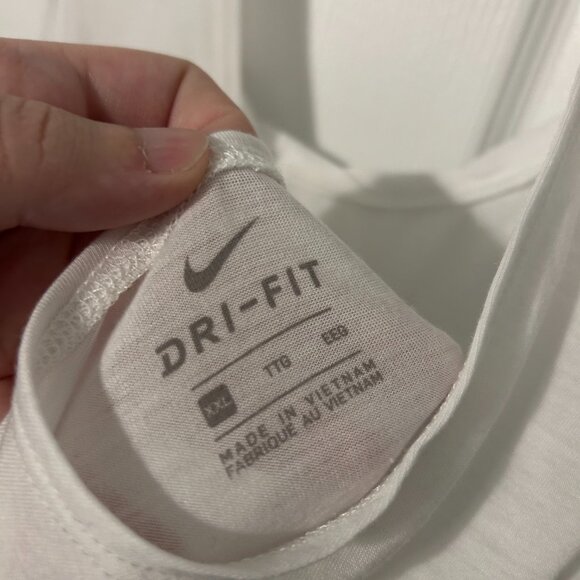 DRI-FIT
XXL TTG EEG
MADE IN VIETNAM
FABRIQUÉ AU VIETNAM